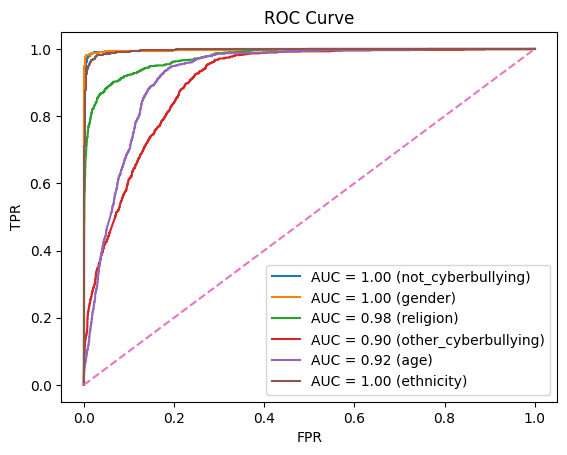 ROC Curve
TPR
1.0
0.8
0.6
0.4
0.2
0.0
AUC = 1.00 (not_cyberbullying)
AUC = 1.00 (gender)
AUC = 0.98 (religion)
AUC = 0.90 (other_cyberbullying)
AUC = 0.92 (age)
AUC = 1.00 (ethnicity)
0.0 0.2 0.4 0.6 0.8 1.0
FPR